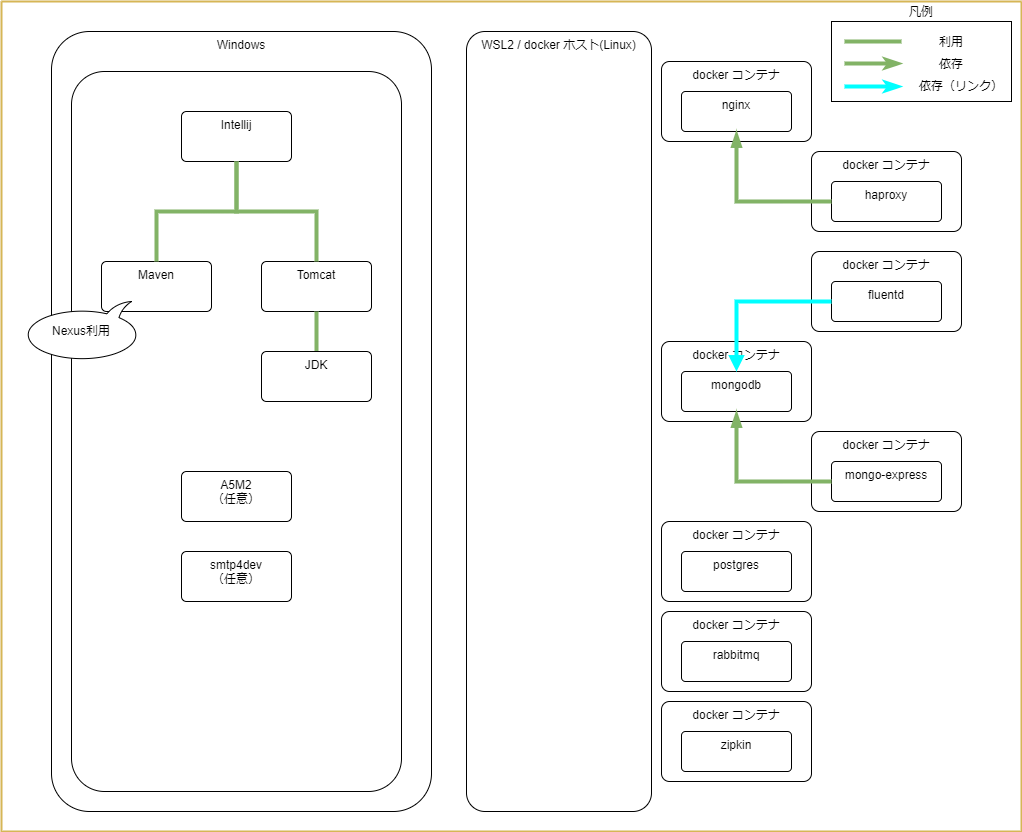 凡例
利用
依存
依存（リンク）
Windows
Intellij
Maven
Tomcat
Nexus利用
JDK
A5M2
（任意）
smtp4dev
（任意）
WSL2 / docker ホスト(Linux)
docker コンテナ
nginx
docker コンテナ
haproxy
docker コンテナ
fluentd
docker コンテナ
mongodb
docker コンテナ
mongo-express
docker コンテナ
postgres
docker コンテナ
rabbitmq
docker コンテナ
zipkin